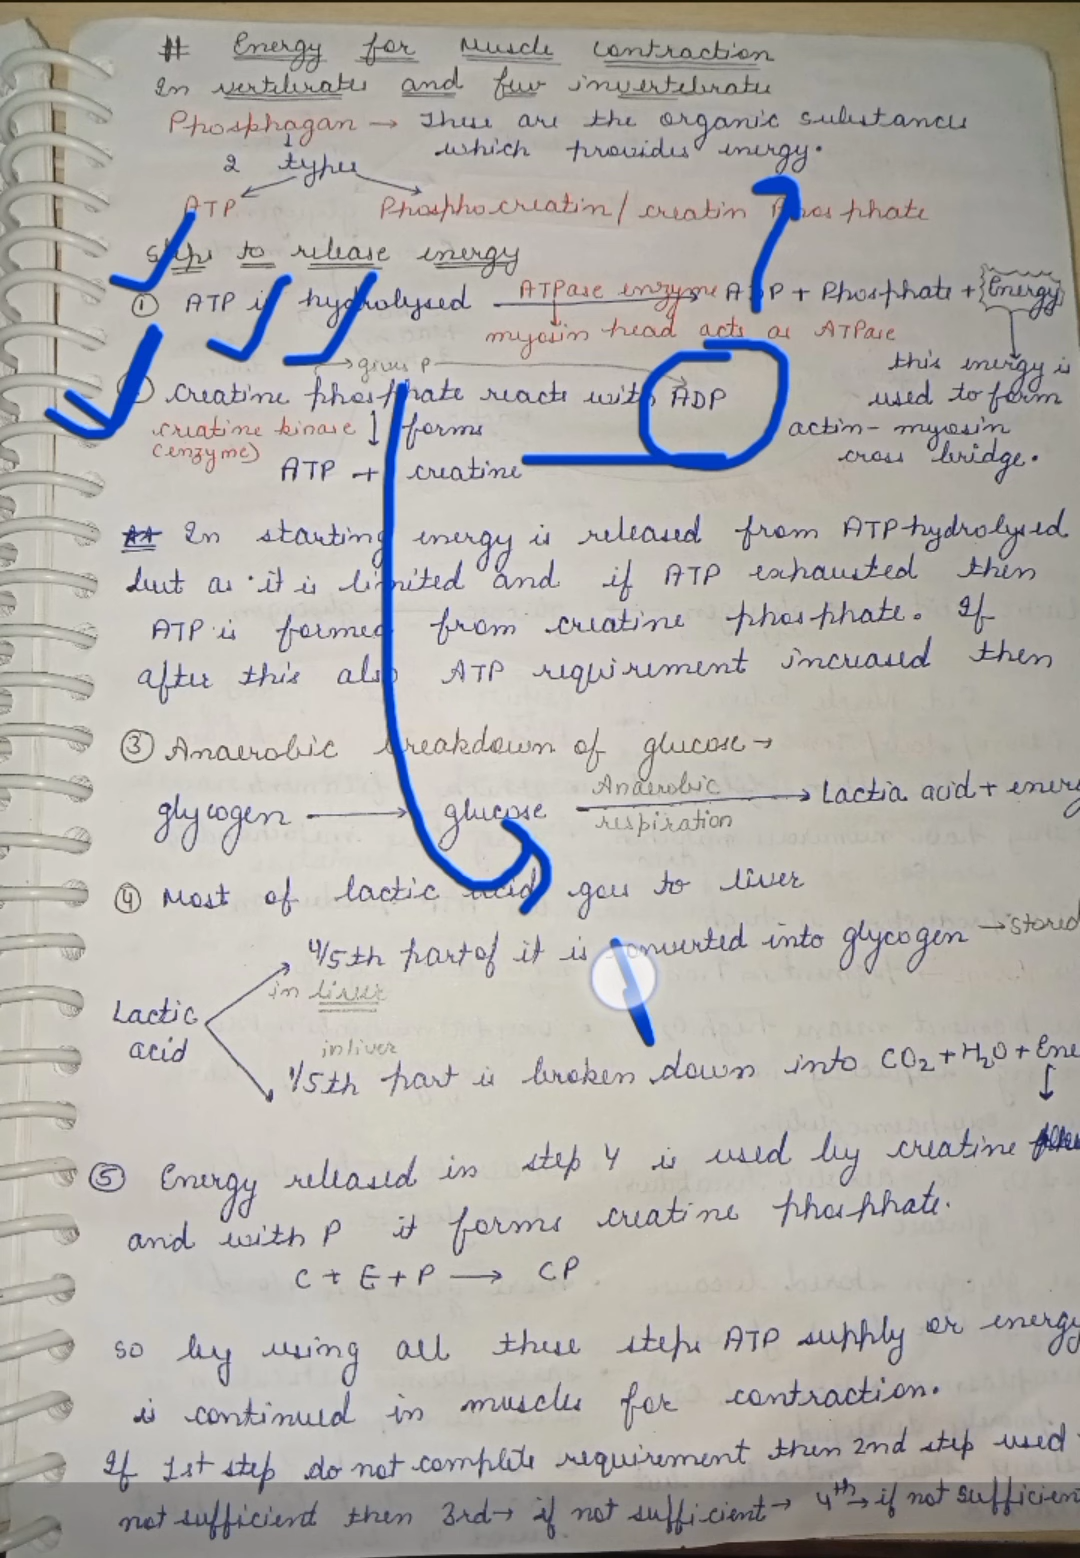 # Energy for Muscle Contraction
In vertibrates and few invertebrate
Phosphagan → These are the organic substances
which provides energy.
2 types
ATP
Phosphocreatin/ creatin Phosphate
Steps to release energy
① ATP is hydrolysed ATPase enzyme ADP + Phosphate + Energy
myosin head acts as ATPase
this energy is
used to form
actin-myosin
cross bridge.
→ gives P
② Creatine phosphate reacts with ADP
creatine kinase ↓ forms
(enzyme)
ATP + creatine
** In starting energy is released from ATP hydrolysed
but as it is limited and if ATP exhausted then
ATP is formed from creatine phosphate. If
after this also ATP requirement increased then
③ Anaerobic breakdown of glucose →
glycogen → glucose Anaerobic respiration → Lactia acid + energy
④ Most of lactic acid goes to liver
4/5th part of it is converted into glycogen → stored
in liver
Lactic
acid
in liver
1/5th part is broken down into CO₂ + H₂O + Ene
⑤ Energy released in step 4 is used by creatine
and with P it forms creatine phosphate.
C + E + P → CP
so by using all these steps ATP supply or energy
is continued in muscles for contraction.
If 1st step do not complete requirement then 2nd step used
not sufficient then 3rd → if not sufficient → 4th → if not sufficient